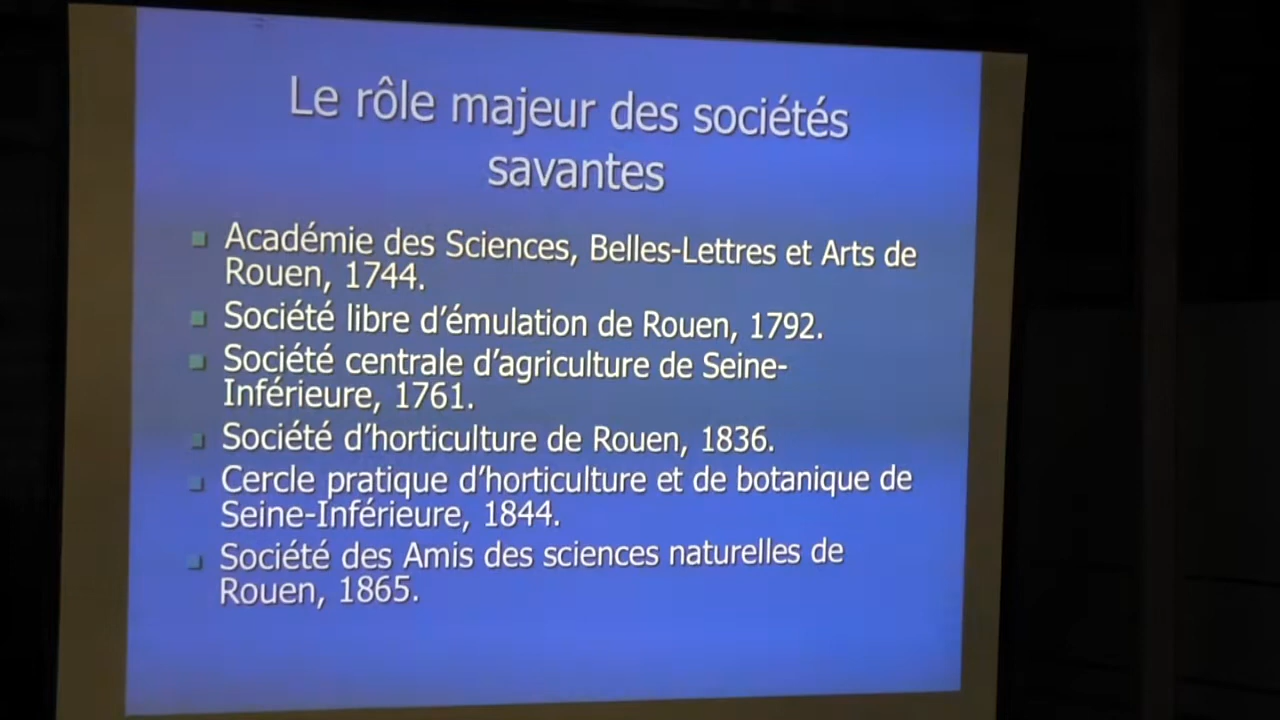 Le rôle majeur des sociétés
savantes
Académie des Sciences, Belles-Lettres et Arts de
Rouen, 1744.
Société libre d’émulation de Rouen, 1792.
Société centrale d’agriculture de Seine-
Inférieure, 1761.
Société d’horticulture de Rouen, 1836.
Cercle pratique d’horticulture et de botanique de
Seine-Inférieure, 1844.
Société des Amis des sciences naturelles de
Rouen, 1865.